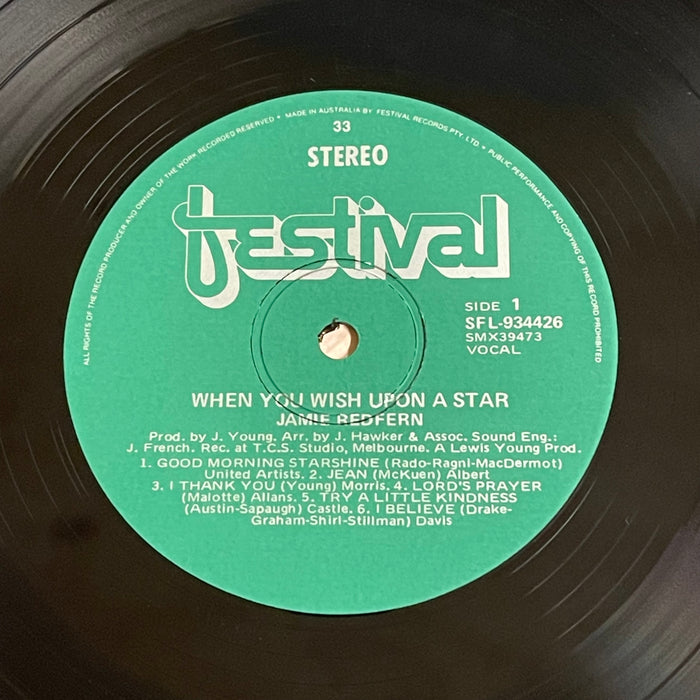 ALL RIGHTS OF THE RECORD PRODUCER AND OWNER OF THE WORK RECORDED RESERVED • MADE IN AUSTRALIA BY FESTIVAL RECORDS PTY. LTD. • PUBLIC PERFORMANCE AND COPYING OF THIS RECORD PROHIBITED
33
STEREO
festival
SIDE 1
SFL-934426
SMX39473
VOCAL
WHEN YOU WISH UPON A STAR
JAMIE REDFERN
Prod. by J. Young. Arr. by J. Hawker & Assoc. Sound Eng.:
J. French. Rec. at T.C.S. Studio, Melbourne. A Lewis Young Prod.
1. GOOD MORNING STARSHINE (Rado-Ragni-MacDermot)
United Artists. 2. JEAN (McKuen) Albert
3. I THANK YOU (Young) Morris. 4. LORD'S PRAYER
(Malotte) Allans. 5. TRY A LITTLE KINDNESS
(Austin-Sapaugh) Castle. 6. I BELIEVE (Drake-
Graham-Shirl-Stillman) Davis